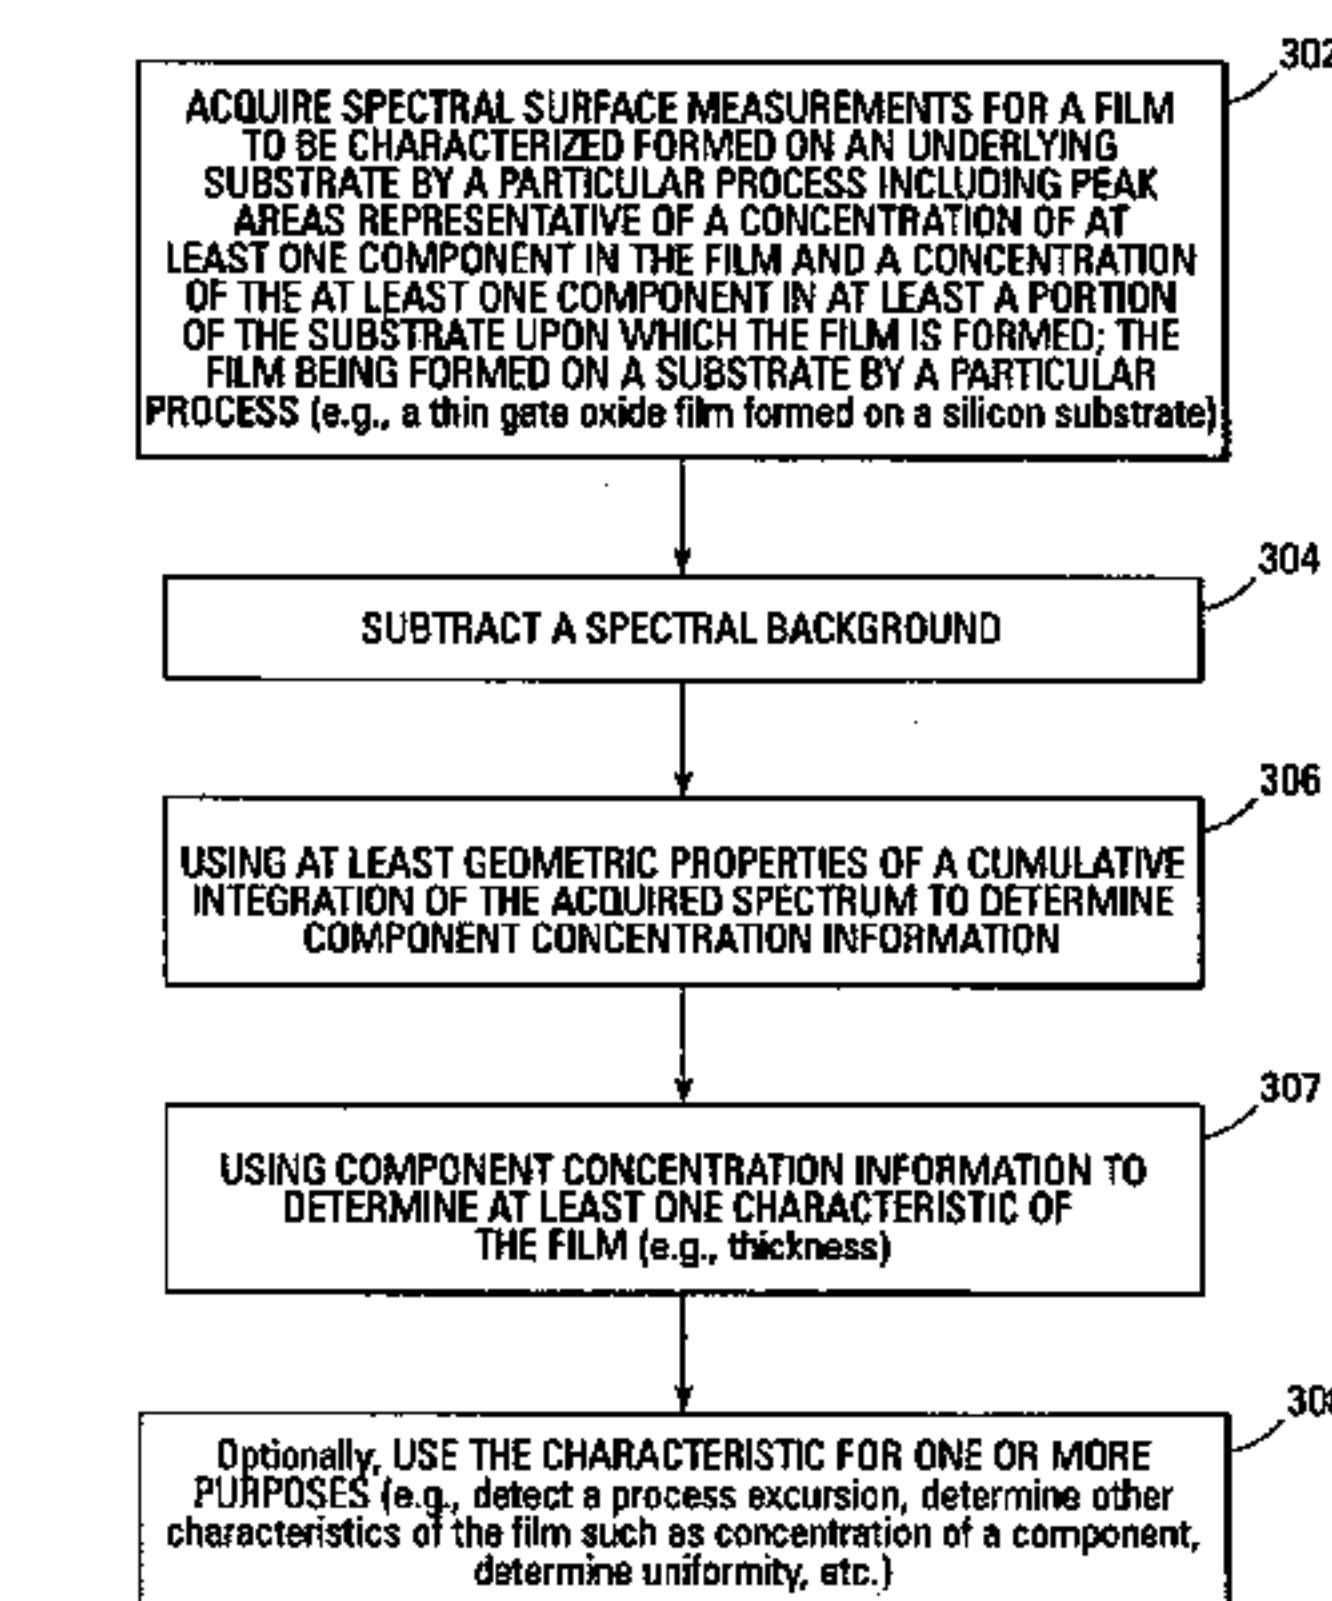 302
ACQUIRE SPECTRAL SURFACE MEASUREMENTS FOR A FILM
TO BE CHARACTERIZED FORMED ON AN UNDERLYING
SUBSTRATE BY A PARTICULAR PROCESS INCLUDING PEAK
AREAS REPRESENTATIVE OF A CONCENTRATION OF AT
LEAST ONE COMPONENT IN THE FILM AND A CONCENTRATION
OF THE AT LEAST ONE COMPONENT IN AT LEAST A PORTION
OF THE SUBSTRATE UPON WHICH THE FILM IS FORMED; THE
FILM BEING FORMED ON A SUBSTRATE BY A PARTICULAR
PROCESS (e.g., a thin gate oxide film formed on a silicon substrate)
304
SUBTRACT A SPECTRAL BACKGROUND
306
USING AT LEAST GEOMETRIC PROPERTIES OF A CUMULATIVE
INTEGRATION OF THE ACQUIRED SPECTRUM TO DETERMINE
COMPONENT CONCENTRATION INFORMATION
307
USING COMPONENT CONCENTRATION INFORMATION TO
DETERMINE AT LEAST ONE CHARACTERISTIC OF
THE FILM (e.g., thickness)
Optionally, USE THE CHARACTERISTIC FOR ONE OR MORE
PURPOSES (e.g., detect a process excursion, determine other
characteristics of the film such as concentration of a component,
determine uniformity, etc.)